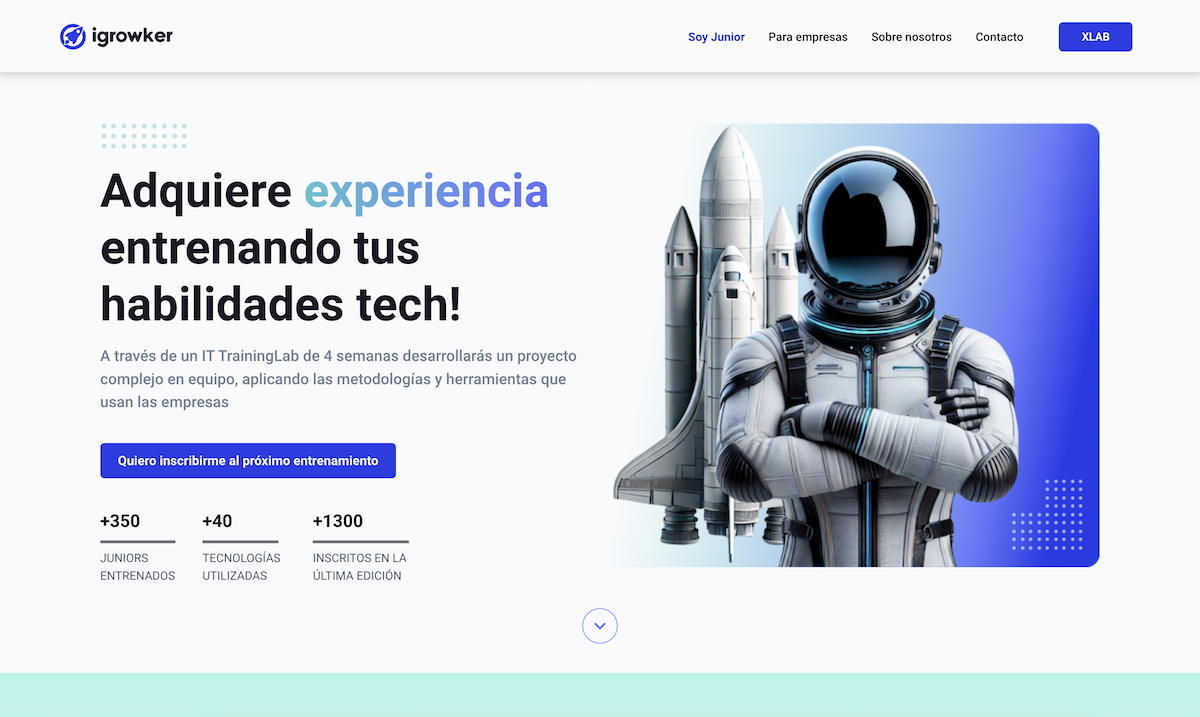 igrowker
Soy Junior
Para empresas
Sobre nosotros
Contacto
XLAB
Adquiere experiencia
entrenando tus
habilidades tech!
A través de un IT TrainingLab de 4 semanas desarrollarás un proyecto
complejo en equipo, aplicando las metodologías y herramientas que
usan las empresas
Quiero inscribirme al próximo entrenamiento
+350
JUNIORS
ENTRENADOS
+40
TECNOLOGÍAS
UTILIZADAS
+1300
INSCRITOS EN LA
ÚLTIMA EDICIÓN